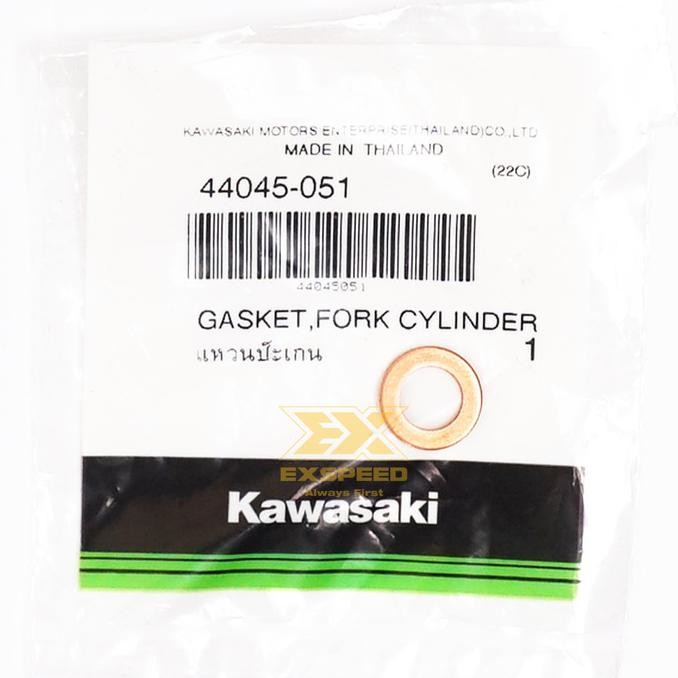 KAWASAKI MOTORS ENTERPRISE(THAILAND)CO.,LTD
MADE IN THAILAND
(22C)
44045-051
44045051
GASKET,FORK CYLINDER
แหวนปะเกน 1
EX
EXSPEED
Always First
Kawasaki